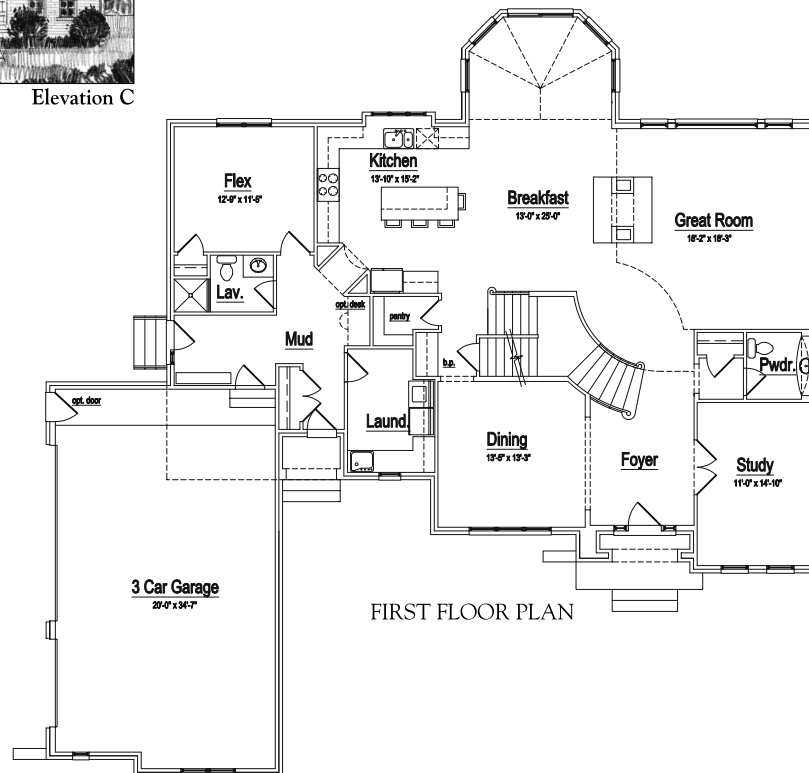 Elevation C
Kitchen
13'-10" x 15'-2"
Flex
12'-9" x 11'-6"
Breakfast
13'-0" x 25'-0"
Great Room
18'-2" x 18'-3"
Lav.
opt. desk
pantry
Mud
b.p.
Pwdr.
opt. door
Laund.
Dining
13'-5" x 13'-3"
Foyer
Study
11'-0" x 14'-10"
3 Car Garage
20'-0" x 34'-7"
FIRST FLOOR PLAN